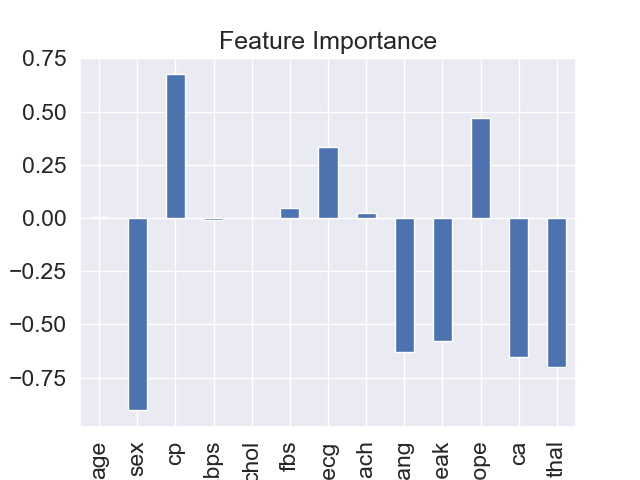 Feature Importance
0.75
0.50
0.25
0.00
−0.25
−0.50
−0.75
age
sex
cp
bps
chol
fbs
ecg
ach
ang
eak
ope
ca
thal